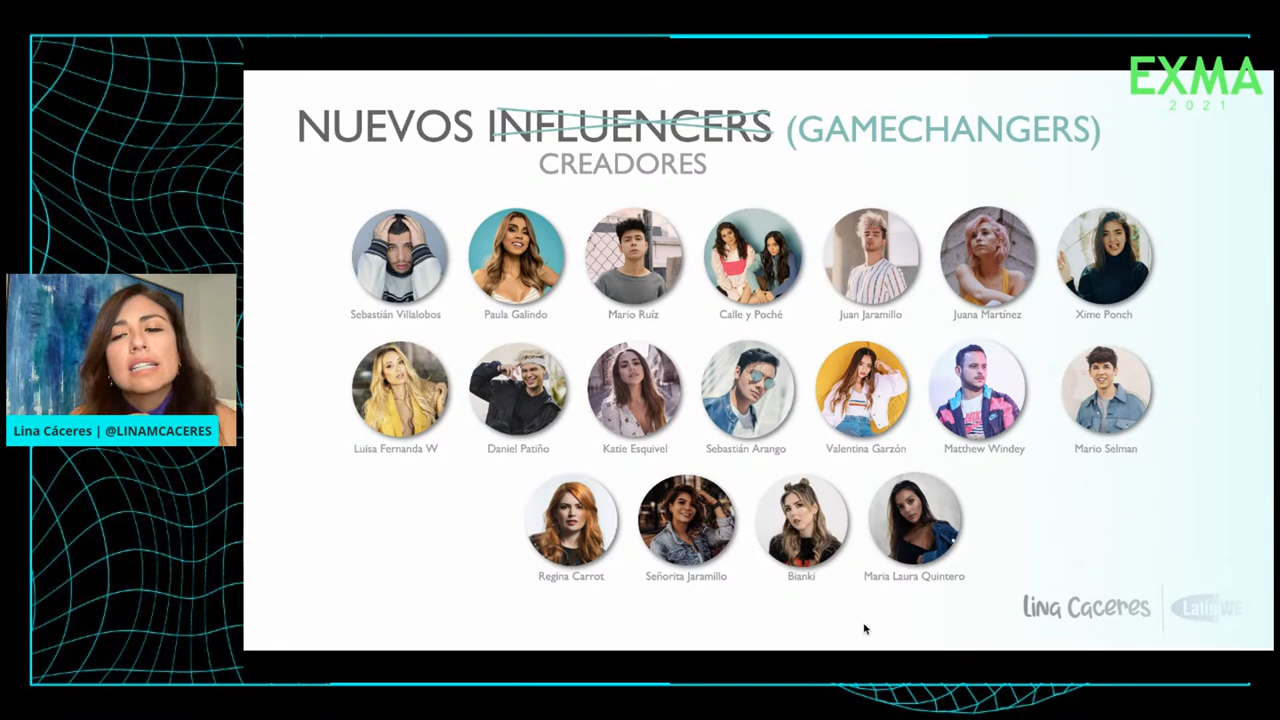 EXMA
2021
NUEVOS INFLUENCERS (GAMECHANGERS)
CREADORES
Sebastián Villalobos Paula Galindo Mario Ruíz Calle y Poché Juan Jaramillo Juana Martínez Xime Ponch
Lina Cáceres | @LINAMCACERES
Luisa Fernanda W Daniel Patiño Katie Esquivel Sebastián Arango Valentina Garzón Matthew Windey Mario Selman
Regina Carrot Señorita Jaramillo Bianki Maria Laura Quintero
Lina Caceres LatinWE